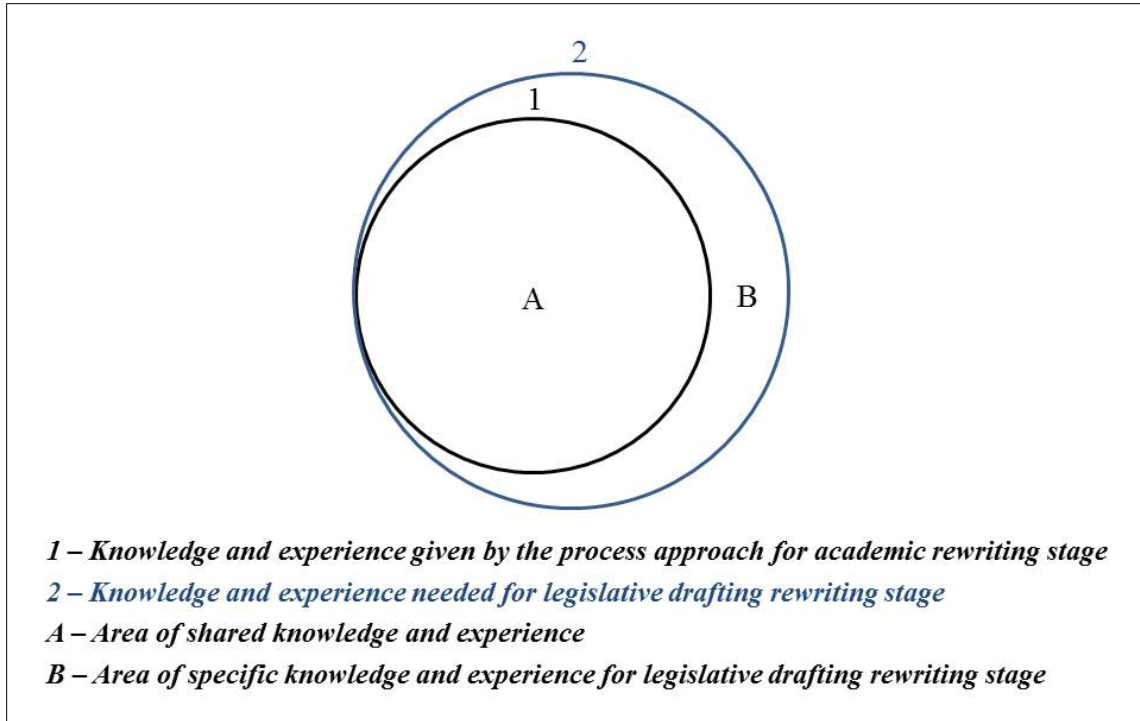 2
1
A
B
1 – Knowledge and experience given by the process approach for academic rewriting stage
2 – Knowledge and experience needed for legislative drafting rewriting stage
A – Area of shared knowledge and experience
B – Area of specific knowledge and experience for legislative drafting rewriting stage